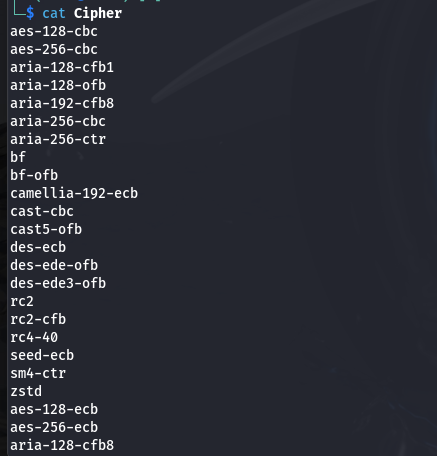 └─$ cat Cipher
aes-128-cbc
aes-256-cbc
aria-128-cfb1
aria-128-ofb
aria-192-cfb8
aria-256-cbc
aria-256-ctr
bf
bf-ofb
camellia-192-ecb
cast-cbc
cast5-ofb
des-ecb
des-ede-ofb
des-ede3-ofb
rc2
rc2-cfb
rc4-40
seed-ecb
sm4-ctr
zstd
aes-128-ecb
aes-256-ecb
aria-128-cfb8